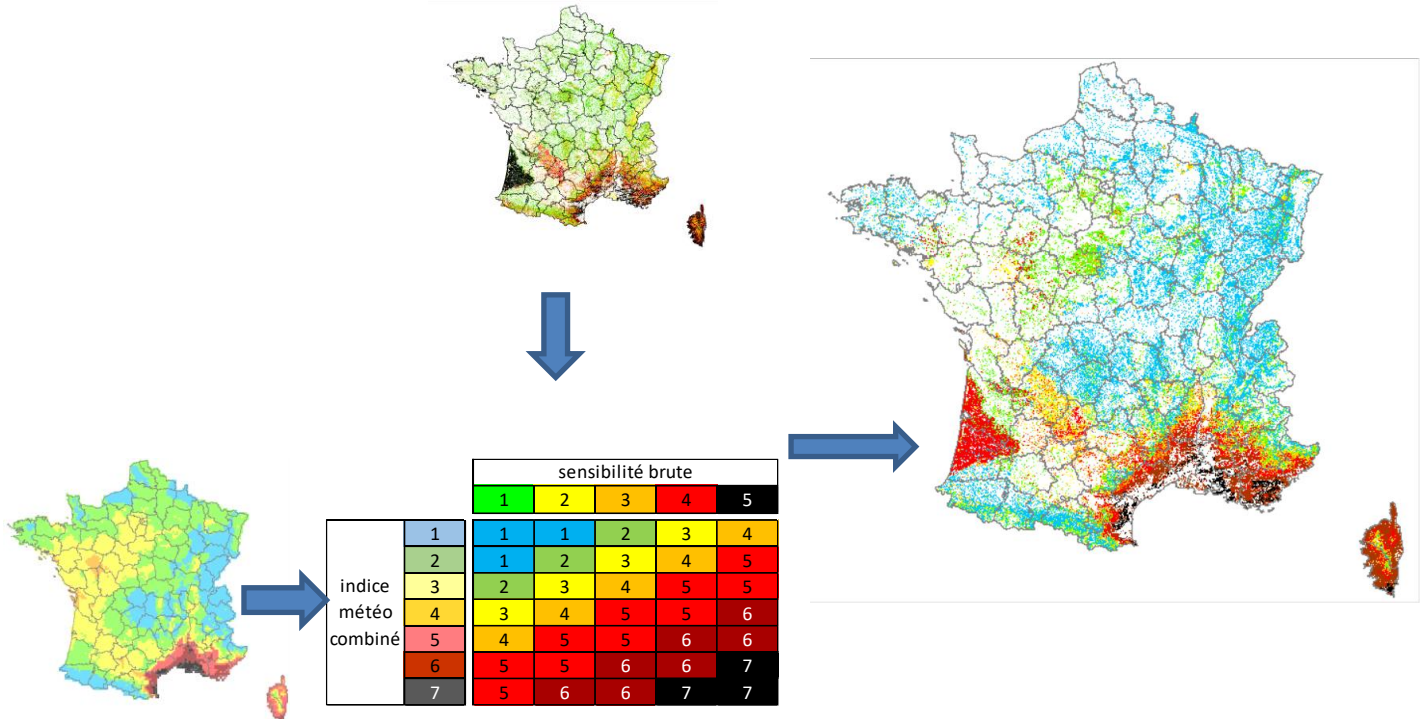 sensibilité brute
1 2 3 4 5
1 1 1 2 3 4
2 1 2 3 4 5
indice 3 2 3 4 5 5
météo 4 3 4 5 5 6
combiné 5 4 5 5 6 6
6 5 5 6 6 7
7 5 6 6 7 7